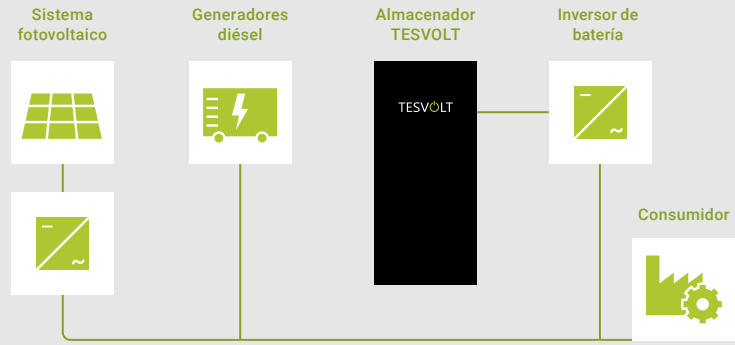 Sistema
fotovoltaico
Generadores
diésel
Almacenador
TESVOLT
Inversor de
batería
TESVOLT
Consumidor